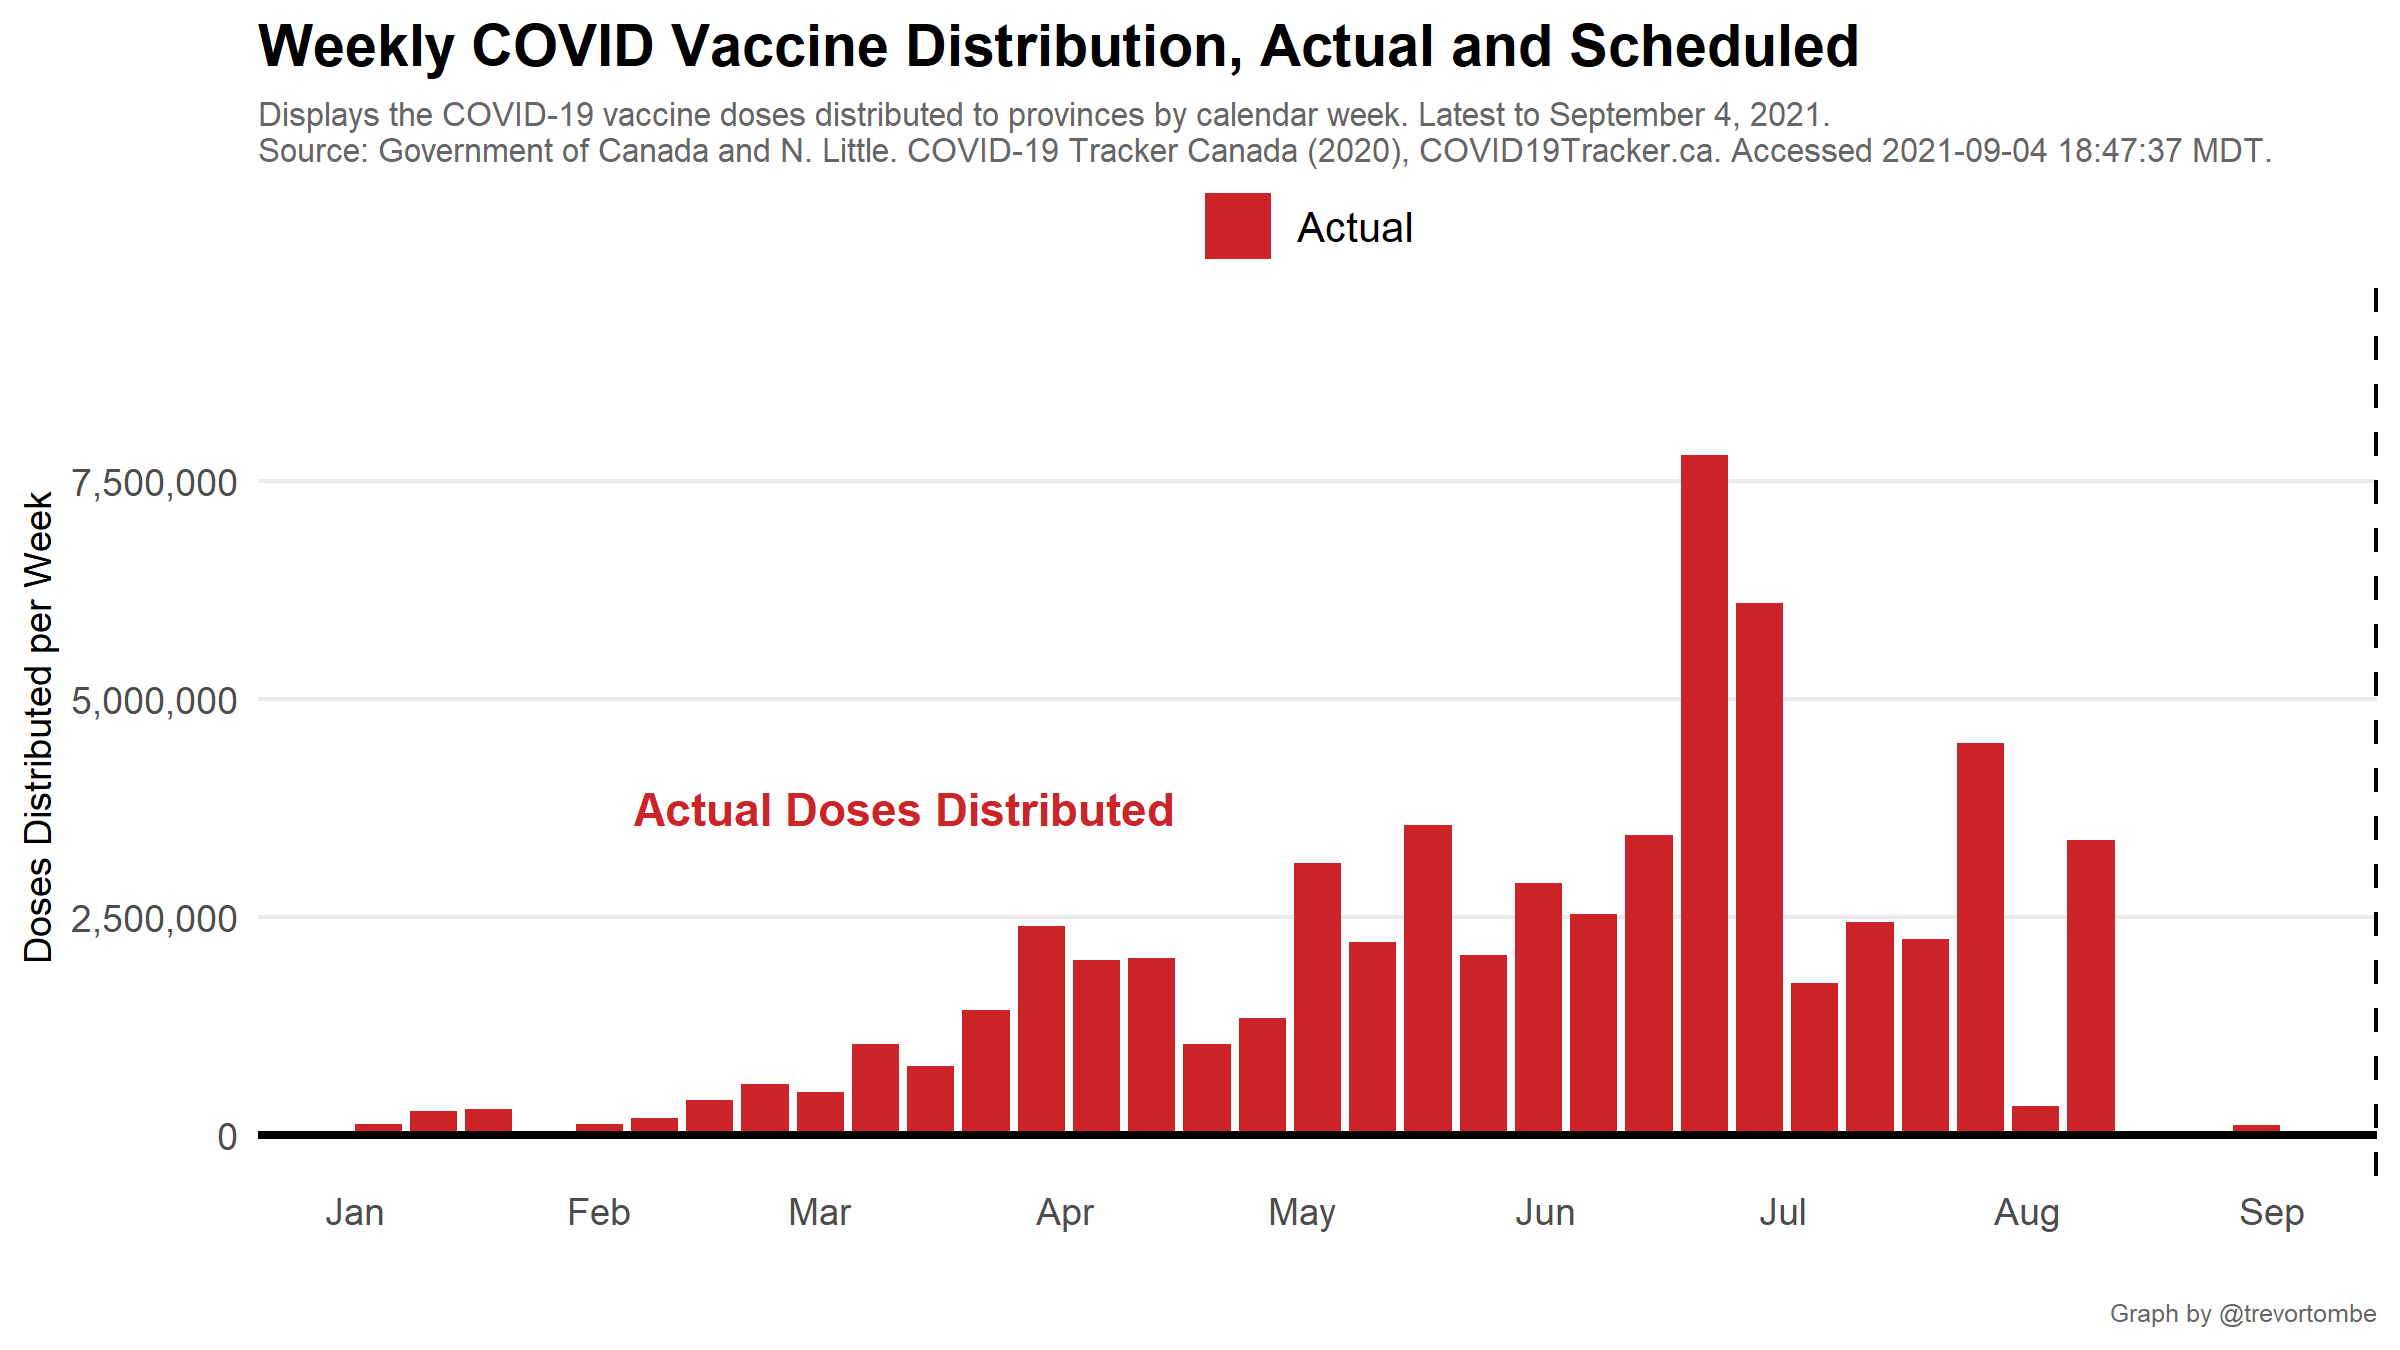 Weekly COVID Vaccine Distribution, Actual and Scheduled
Displays the COVID-19 vaccine doses distributed to provinces by calendar week. Latest to September 4, 2021.
Source: Government of Canada and N. Little. COVID-19 Tracker Canada (2020), COVID19Tracker.ca. Accessed 2021-09-04 18:47:37 MDT.
Actual
Doses Distributed per Week
7,500,000
5,000,000
2,500,000
0
Actual Doses Distributed
Jan Feb Mar Apr May Jun Jul Aug Sep
Graph by @trevortombe